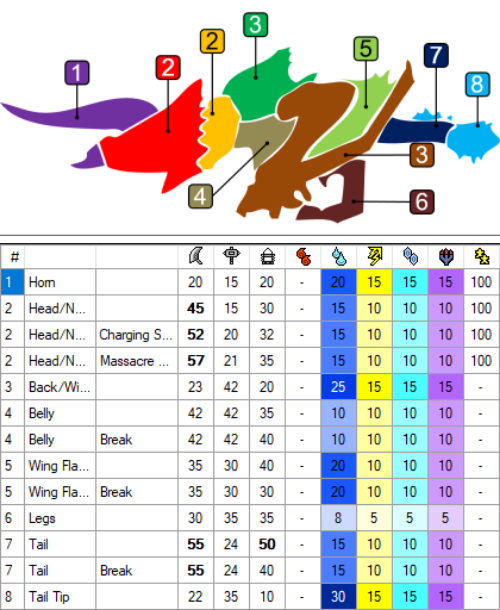 1
2
2
3
5
7
8
3
4
6
#
1 Horn 20 15 20 - 20 15 15 15 100
2 Head/N... 45 15 30 - 15 10 10 10 100
2 Head/N... Charging S... 52 20 32 - 15 10 10 10 100
2 Head/N... Massacre ... 57 21 35 - 15 10 10 10 100
3 Back/Wi... 23 42 20 - 25 15 15 15 -
4 Belly 42 42 35 - 10 10 10 10 -
4 Belly Break 42 42 40 - 10 10 10 10 -
5 Wing Fla... 35 30 40 - 20 10 10 10 -
5 Wing Fla... Break 35 30 30 - 20 10 10 10 -
6 Legs 30 35 35 - 8 5 5 5 -
7 Tail 55 24 50 - 15 10 10 10 -
7 Tail Break 55 24 40 - 15 10 10 10 -
8 Tail Tip 22 35 10 - 30 15 15 15 -